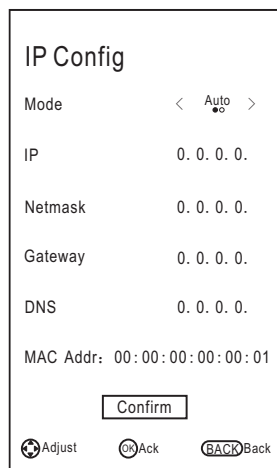 IP Config
Mode < Auto >
IP 0. 0. 0. 0.
Netmask 0. 0. 0. 0.
Gateway 0. 0. 0. 0.
DNS 0. 0. 0. 0.
MAC Addr：00:00:00:00:00:01
Confirm
Adjust OK Ack BACK Back